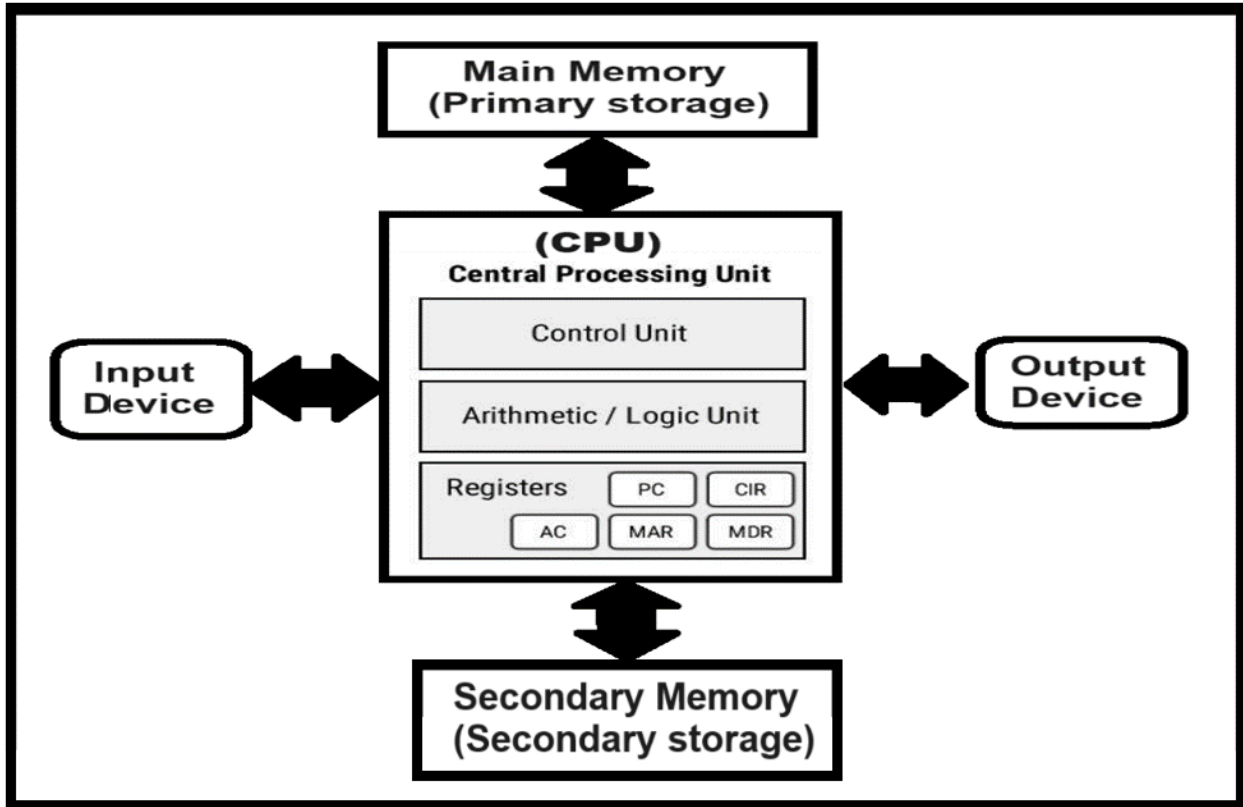 Main Memory
(Primary storage)
(CPU)
Central Processing Unit
Control Unit
Input
Device
Output
Device
Arithmetic / Logic Unit
Registers PC CIR
AC MAR MDR
Secondary Memory
(Secondary storage)